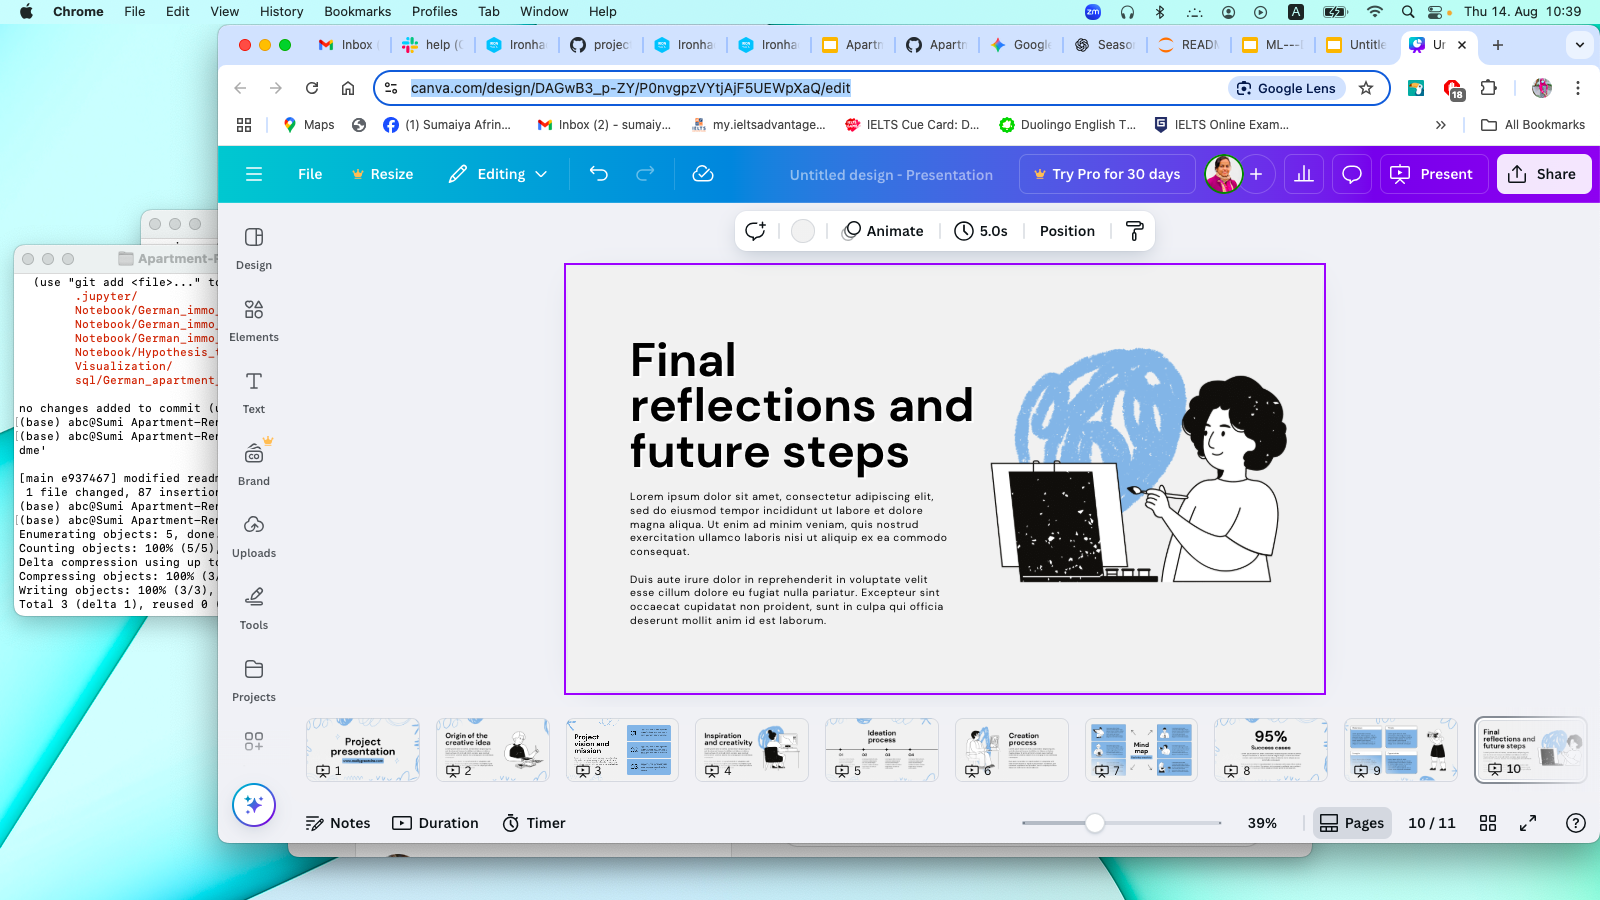 Chrome File Edit View History Bookmarks Profiles Tab Window Help zm A Thu 14. Aug 10:39
Inbox help ( Ironha projec Ironha Ironha Apartm Apartm Google Seaso READM ML--- Untitle Un
canva.com/design/DAGwB3_p-ZY/P0nvgpzVYtjAjF5UEWpXaQ/edit Google Lens 18
Maps (1) Sumaiya Afrin... Inbox (2) - sumaiy... my.ieltsadvantage... IELTS Cue Card: D... Duolingo English T... IELTS Online Exam... All Bookmarks
File Resize Editing Untitled design - Presentation Try Pro for 30 days Present Share
Animate 5.0s Position
Design
Elements
Text
Brand
Uploads
Tools
Projects
Apartment-R
(use "git add <file>..." to
.jupyter/
Notebook/German_immo_
Notebook/German_immo_
Notebook/German_immo_
Notebook/Hypothesis_t
Visualization/
sql/German_apartment_
no changes added to commit (u
(base) abc@Sumi Apartment-Ren
(base) abc@Sumi Apartment-Ren
dme'
[main e937467] modified readm
1 file changed, 87 insertion
(base) abc@Sumi Apartment-Ren
(base) abc@Sumi Apartment-Ren
Enumerating objects: 5, done.
Counting objects: 100% (5/5),
Delta compression using up to
Compressing objects: 100% (3/
Writing objects: 100% (3/3),
Total 3 (delta 1), reused 0 (
Final
reflections and
future steps
Lorem ipsum dolor sit amet, consectetur adipiscing elit,
sed do eiusmod tempor incididunt ut labore et dolore
magna aliqua. Ut enim ad minim veniam, quis nostrud
exercitation ullamco laboris nisi ut aliquip ex ea commodo
consequat.
Duis aute irure dolor in reprehenderit in voluptate velit
esse cillum dolore eu fugiat nulla pariatur. Excepteur sint
occaecat cupidatat non proident, sunt in culpa qui officia
deserunt mollit anim id est laborum.
Project
presentation
1
Origin of the
creative idea
2
Project
vision and
mission
3
Inspiration
and creativity
4
Ideation
process
5
Creation
process
6
Mind
map
7
95%
Success cases
8
9
Final
reflections and
future steps
10
Notes Duration Timer 39% Pages 10 / 11